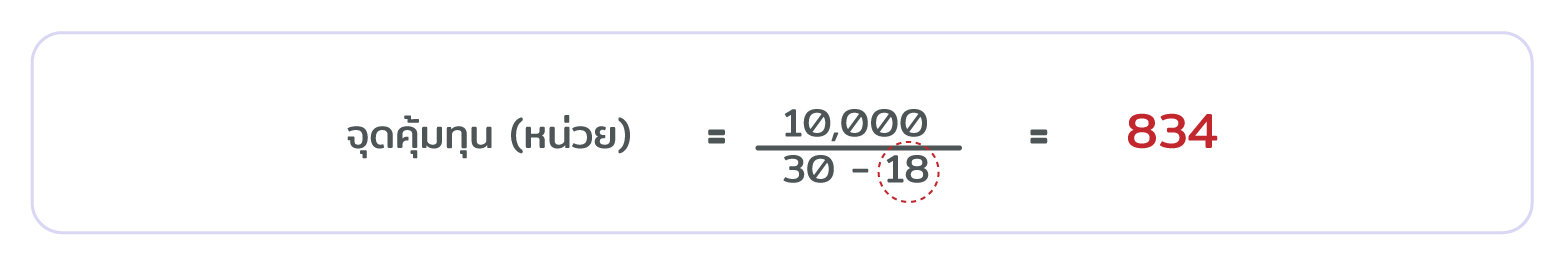 จุดคุ้มทุน (หน่วย) = 10,000 = 834
30 - 18